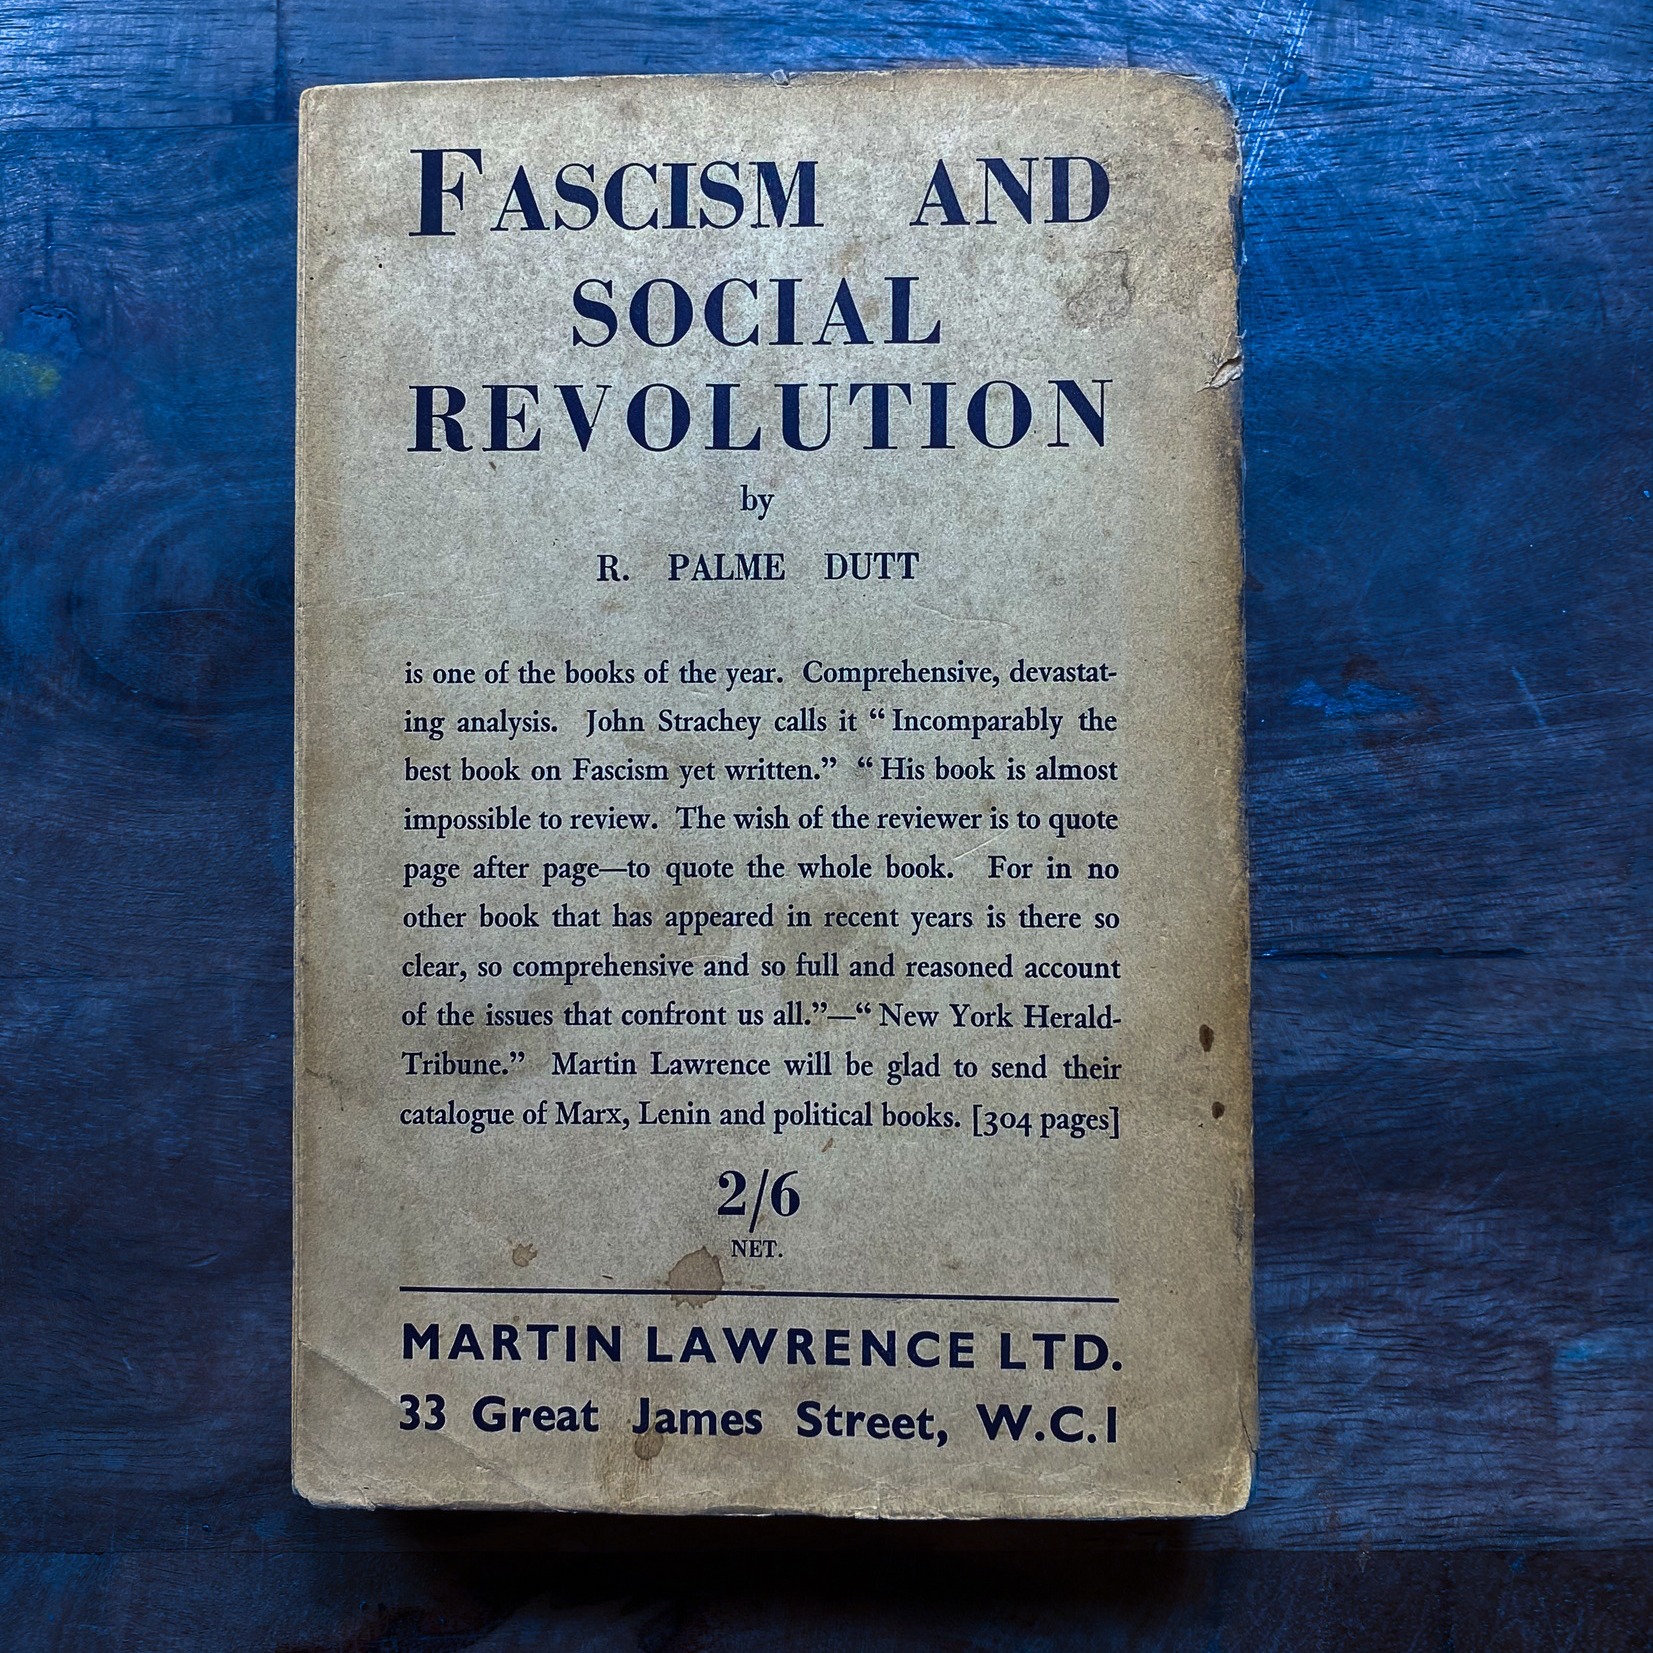 FASCISM AND
SOCIAL
REVOLUTION
by
R. PALME DUTT
is one of the books of the year. Comprehensive, devastat-
ing analysis. John Strachey calls it “ Incomparably the
best book on Fascism yet written.” “ His book is almost
impossible to review. The wish of the reviewer is to quote
page after page—to quote the whole book. For in no
other book that has appeared in recent years is there so
clear, so comprehensive and so full and reasoned account
of the issues that confront us all.”—“ New York Herald-
Tribune.” Martin Lawrence will be glad to send their
catalogue of Marx, Lenin and political books. [304 pages]
2/6
NET.
MARTIN LAWRENCE LTD.
33 Great James Street, W.C.1